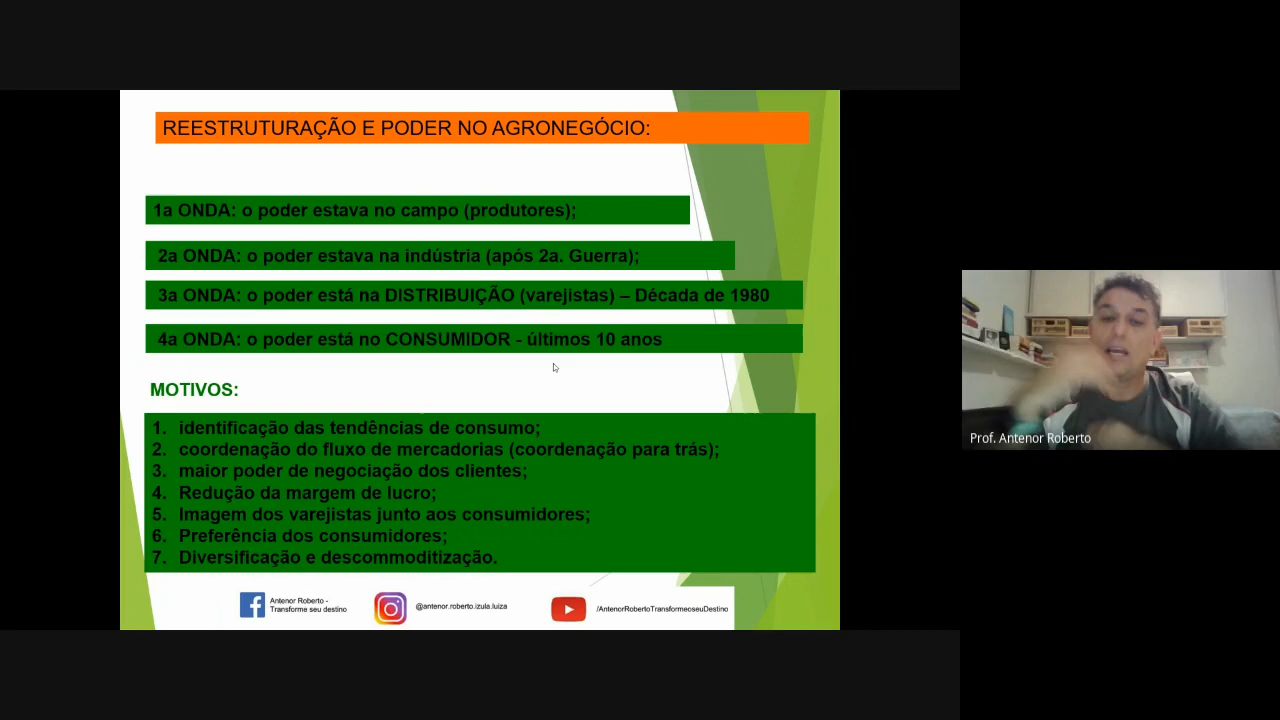 REESTRUTURAÇÃO E PODER NO AGRONEGÓCIO:
1a ONDA: o poder estava no campo (produtores);
2a ONDA: o poder estava na indústria (após 2a. Guerra);
3a ONDA: o poder está na DISTRIBUIÇÃO (varejistas) – Década de 1980
4a ONDA: o poder está no CONSUMIDOR - últimos 10 anos
MOTIVOS:
1. identificação das tendências de consumo;
2. coordenação do fluxo de mercadorias (coordenação para trás);
3. maior poder de negociação dos clientes;
4. Redução da margem de lucro;
5. Imagem dos varejistas junto aos consumidores;
6. Preferência dos consumidores;
7. Diversificação e descommoditização.
Antenor Roberto -
Transforme seu destino
@antenor.roberto.izula.luiza
/AntenorRobertoTransformeoseuDestino
Prof. Antenor Roberto